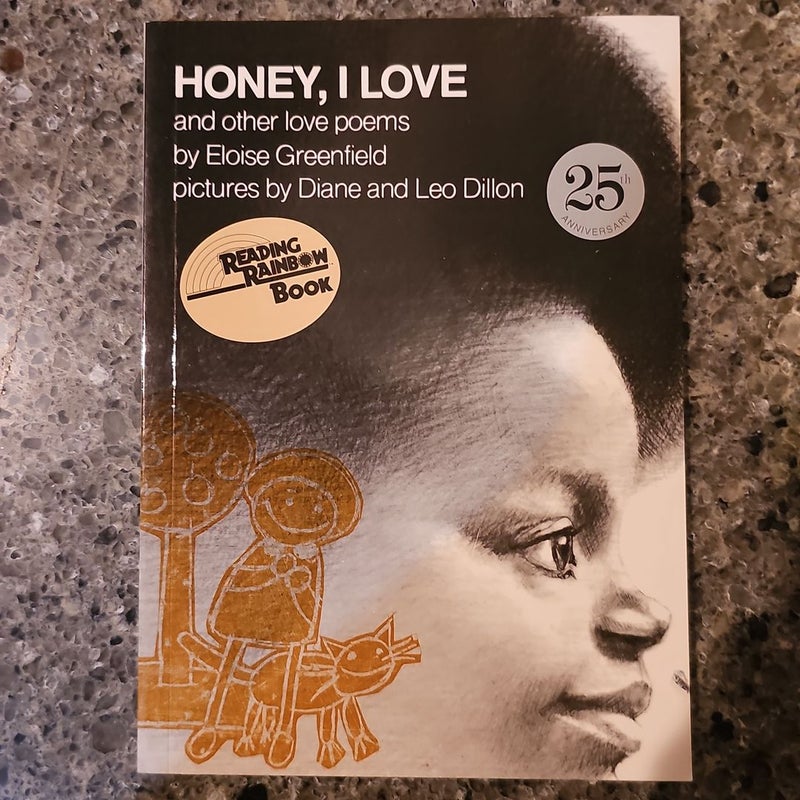 HONEY, I LOVE
and other love poems
by Eloise Greenfield
pictures by Diane and Leo Dillon
25th
ANNIVERSARY
READING
RAINBOW
BOOK